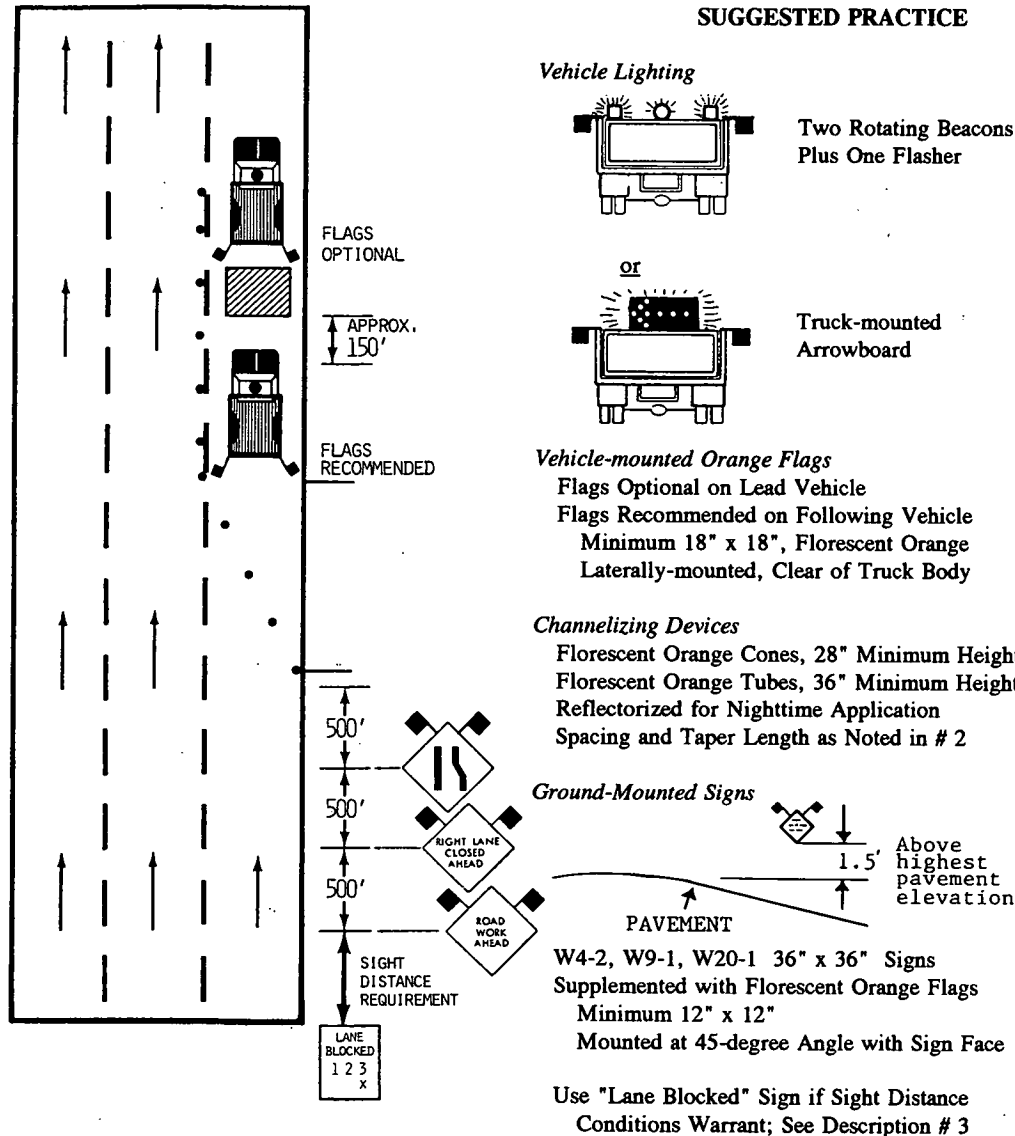 SUGGESTED PRACTICE
Vehicle Lighting
Two Rotating Beacons
Plus One Flasher
or
Truck-mounted
Arrowboard
Vehicle-mounted Orange Flags
Flags Optional on Lead Vehicle
Flags Recommended on Following Vehicle
Minimum 18" x 18", Florescent Orange
Laterally-mounted, Clear of Truck Body
Channelizing Devices
Florescent Orange Cones, 28" Minimum Height
Florescent Orange Tubes, 36" Minimum Height
Reflectorized for Nighttime Application
Spacing and Taper Length as Noted in # 2
Ground-Mounted Signs
1.5'
Above
highest
pavement
elevation
PAVEMENT
W4-2, W9-1, W20-1 36" x 36" Signs
Supplemented with Florescent Orange Flags
Minimum 12" x 12"
Mounted at 45-degree Angle with Sign Face
Use "Lane Blocked" Sign if Sight Distance
Conditions Warrant; See Description # 3
FLAGS
OPTIONAL
APPROX.
150'
FLAGS
RECOMMENDED
500'
500'
RIGHT LANE
CLOSED
AHEAD
500'
ROAD
WORK
AHEAD
SIGHT
DISTANCE
REQUIREMENT
LANE
BLOCKED
1 2 3
x